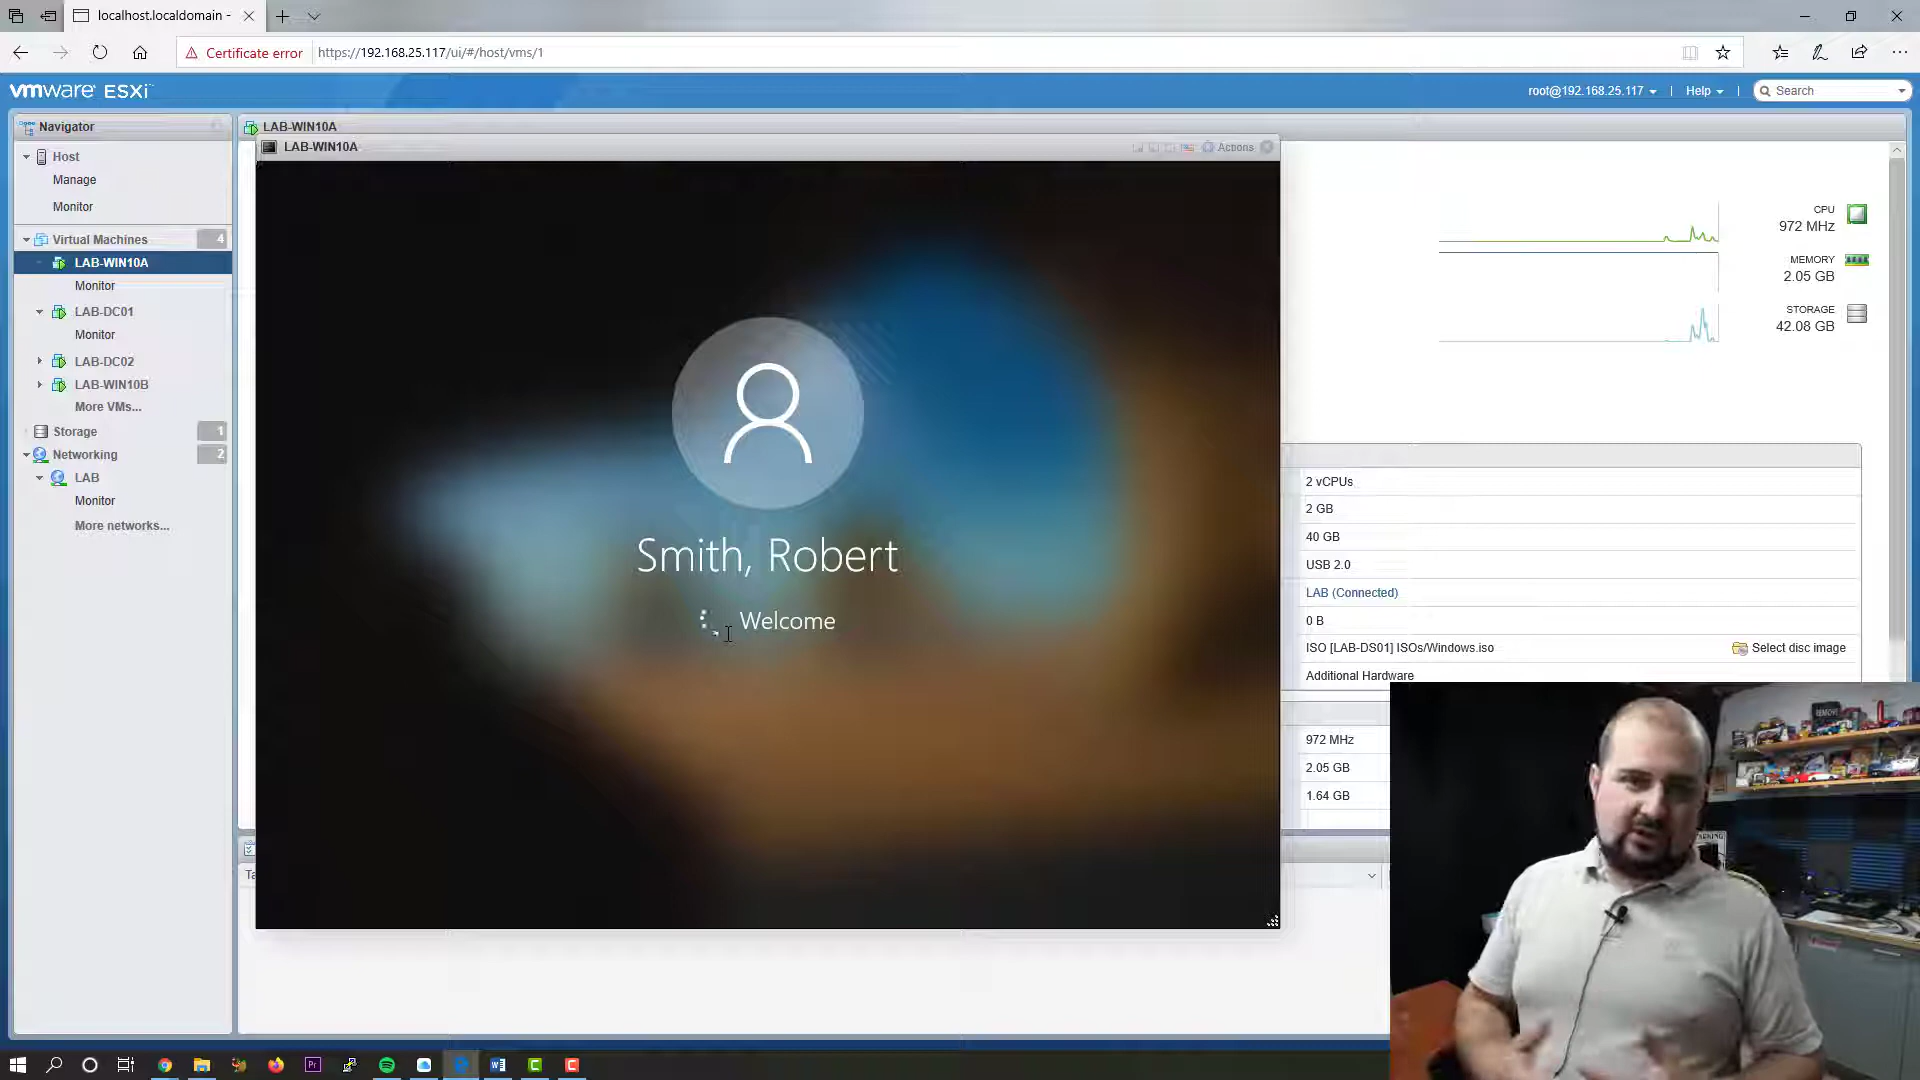 localhost.localdomain -
Certificate error
https://192.168.25.117/ui/#/host/vms/1
vmware ESXi
root@192.168.25.117
Help
Search
Navigator
Host
Manage
Monitor
Virtual Machines 4
LAB-WIN10A
Monitor
LAB-DC01
Monitor
LAB-DC02
LAB-WIN10B
More VMs...
Storage 1
Networking 2
LAB
Monitor
More networks...
LAB-WIN10A
LAB-WIN10A
Actions
Smith, Robert
Welcome
CPU
972 MHz
MEMORY
2.05 GB
STORAGE
42.08 GB
2 vCPUs
2 GB
40 GB
USB 2.0
LAB (Connected)
0 B
ISO [LAB-DS01] ISOs/Windows.iso Select disc image
Additional Hardware
972 MHz
2.05 GB
1.64 GB
Pr